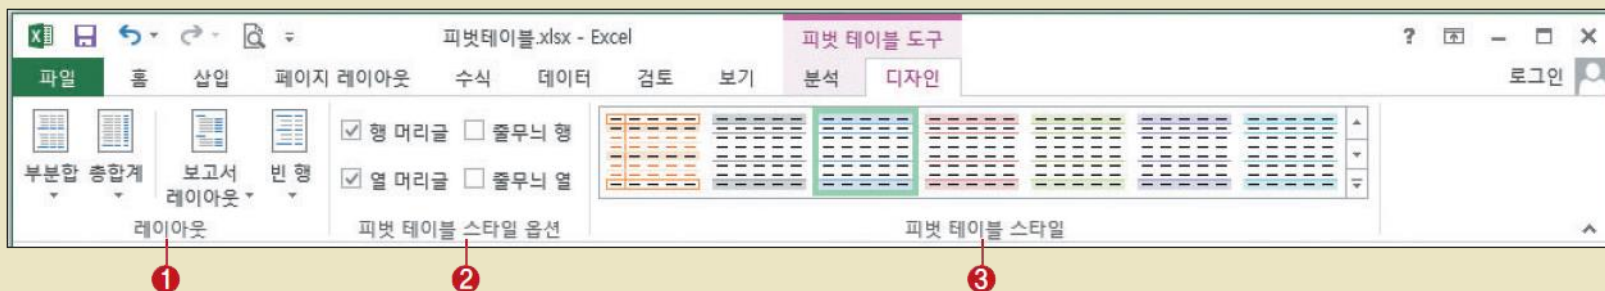 피벗테이블.xlsx - Excel 피벗 테이블 도구 ?
파일 홈 삽입 페이지 레이아웃 수식 데이터 검토 보기 분석 디자인 로그인
행 머리글 줄무늬 행
열 머리글 줄무늬 열
부분합 총합계 보고서 레이아웃 빈 행
레이아웃 피벗 테이블 스타일 옵션 피벗 테이블 스타일
1 2 3